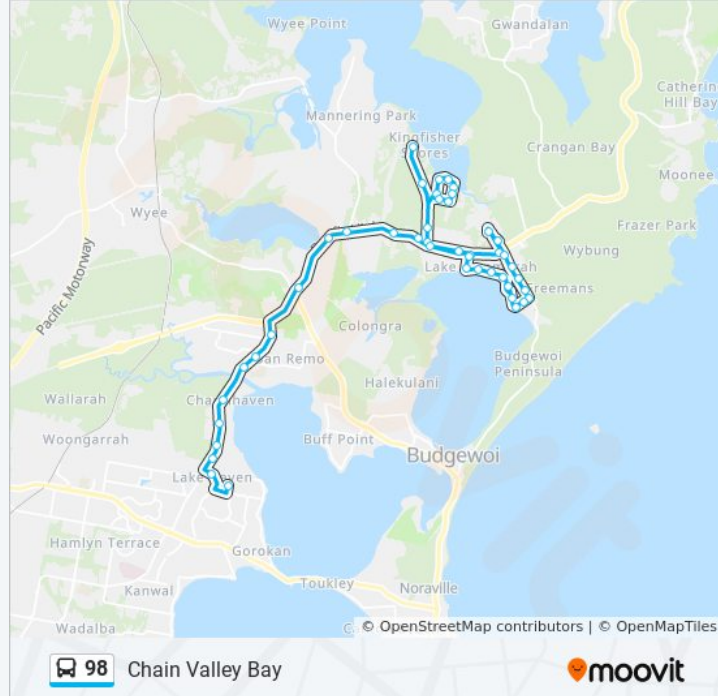 Wyee Point
Gwandalan
Catherine
Hill Bay
Mannering Park
Kingfisher
Shores
Crangan Bay
Moonee
Wyee
Frazer Park
Wybung
Pacific Motorway
Freemans
Colongra
San Remo
Budgewoi
Peninsula
Halekulani
Wallarah
Charmhaven
Woongarrah
Buff Point
Budgewoi
Lake Haven
Hamlyn Terrace
Gorokan
Toukley
Noraville
Kanwal
Wadalba
© OpenStreetMap contributors | © OpenMapTiles
98 Chain Valley Bay
moovit